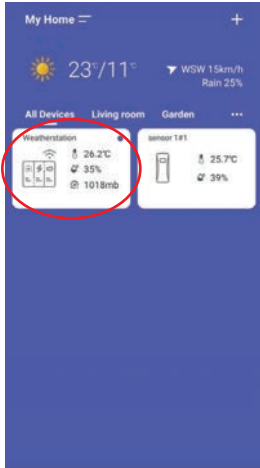 My Home
+
23°/11°
WSW 15km/h
Rain 25%
All Devices Living room Garden ...
Weatherstation
26.2°C
35%
1018mb
sensor 1#1
25.7°C
39%